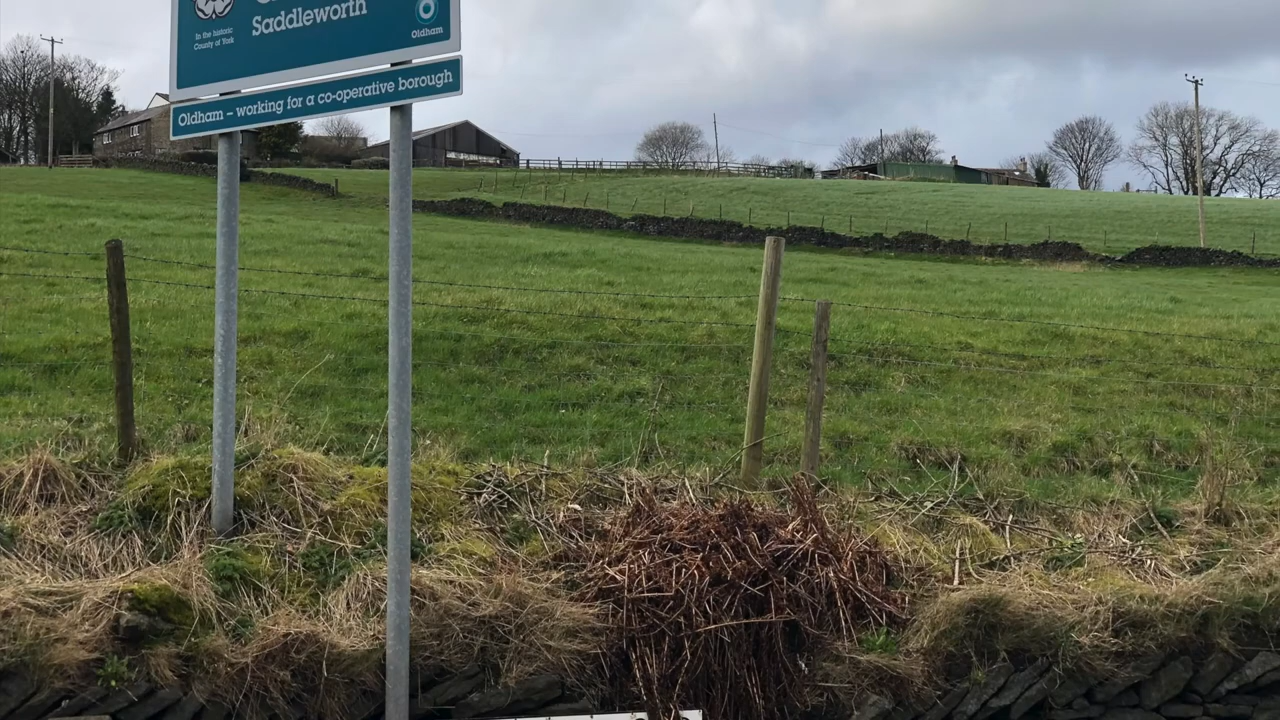 Saddleworth
In the historic
County of York
Oldham
Oldham – working for a co-operative borough